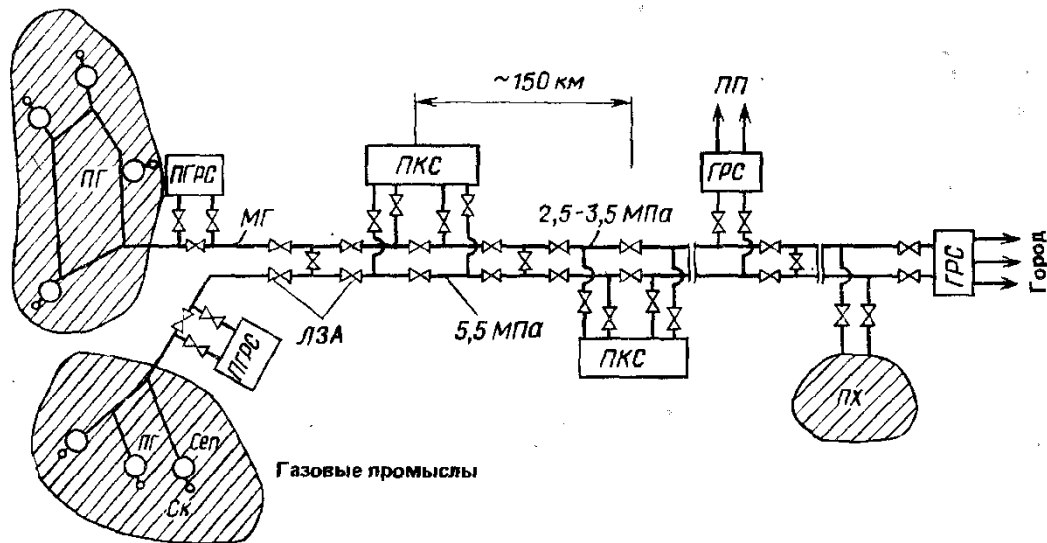 ~150 км
ПП
ПГ
ПГРС
ПКС
ГРС
МГ
2,5-3,5 МПа
ГРС
Город
ЛЗА
5,5 МПа
ПГРС
ПКС
ПХ
ПГ
Сеп
Ск
Газовые промыслы